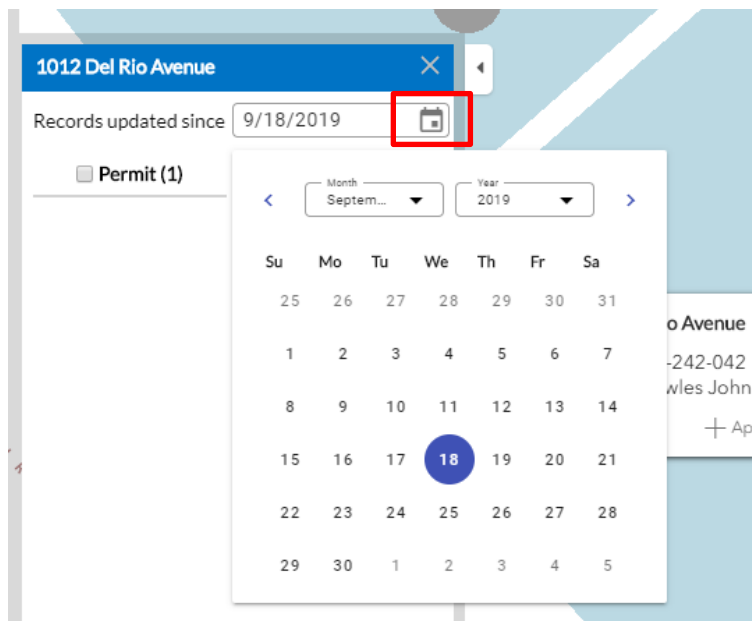 1012 Del Rio Avenue
Records updated since 9/18/2019
Permit (1)
Month
Year
Septem...
2019
Su Mo Tu We Th Fr Sa
25 26 27 28 29 30 31
1 2 3 4 5 6 7
8 9 10 11 12 13 14
15 16 17 18 19 20 21
22 23 24 25 26 27 28
29 30 1 2 3 4 5
o Avenue
-242-042
wles John
Ap